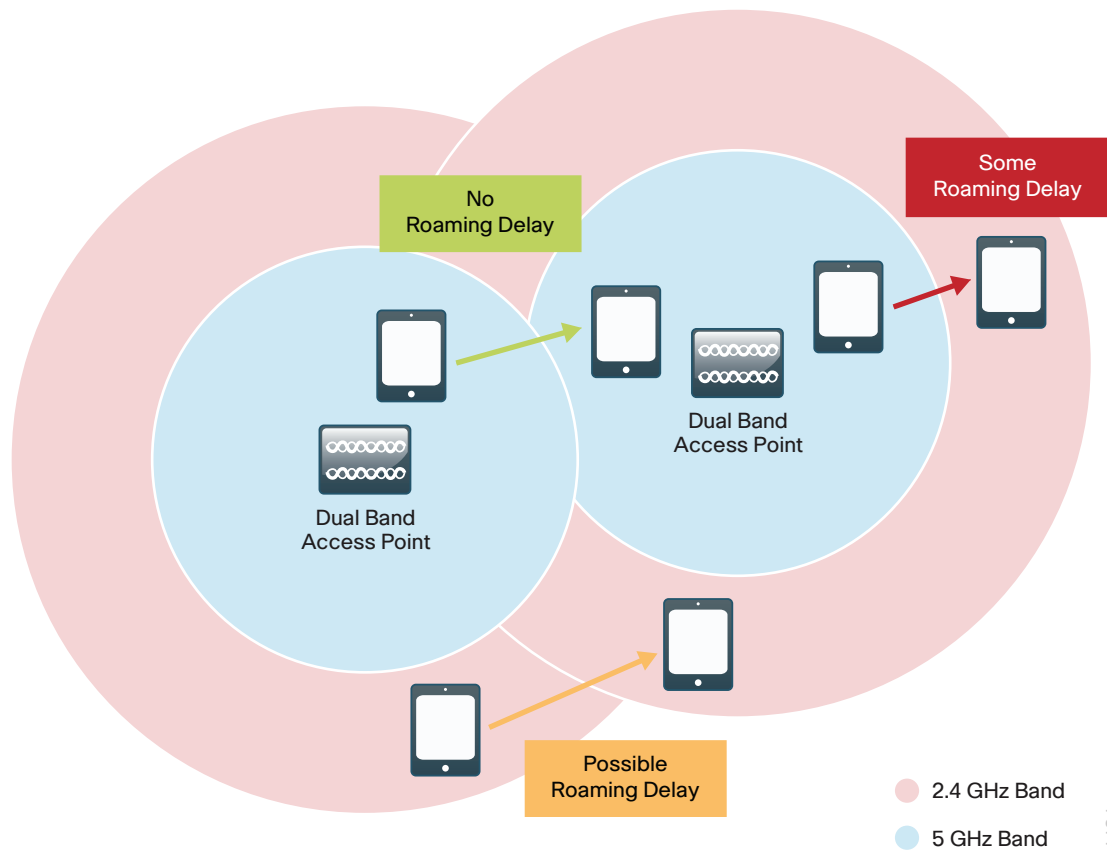 Some
Roaming Delay
No
Roaming Delay
Dual Band
Access Point
Dual Band
Access Point
Possible
Roaming Delay
2.4 GHz Band
5 GHz Band